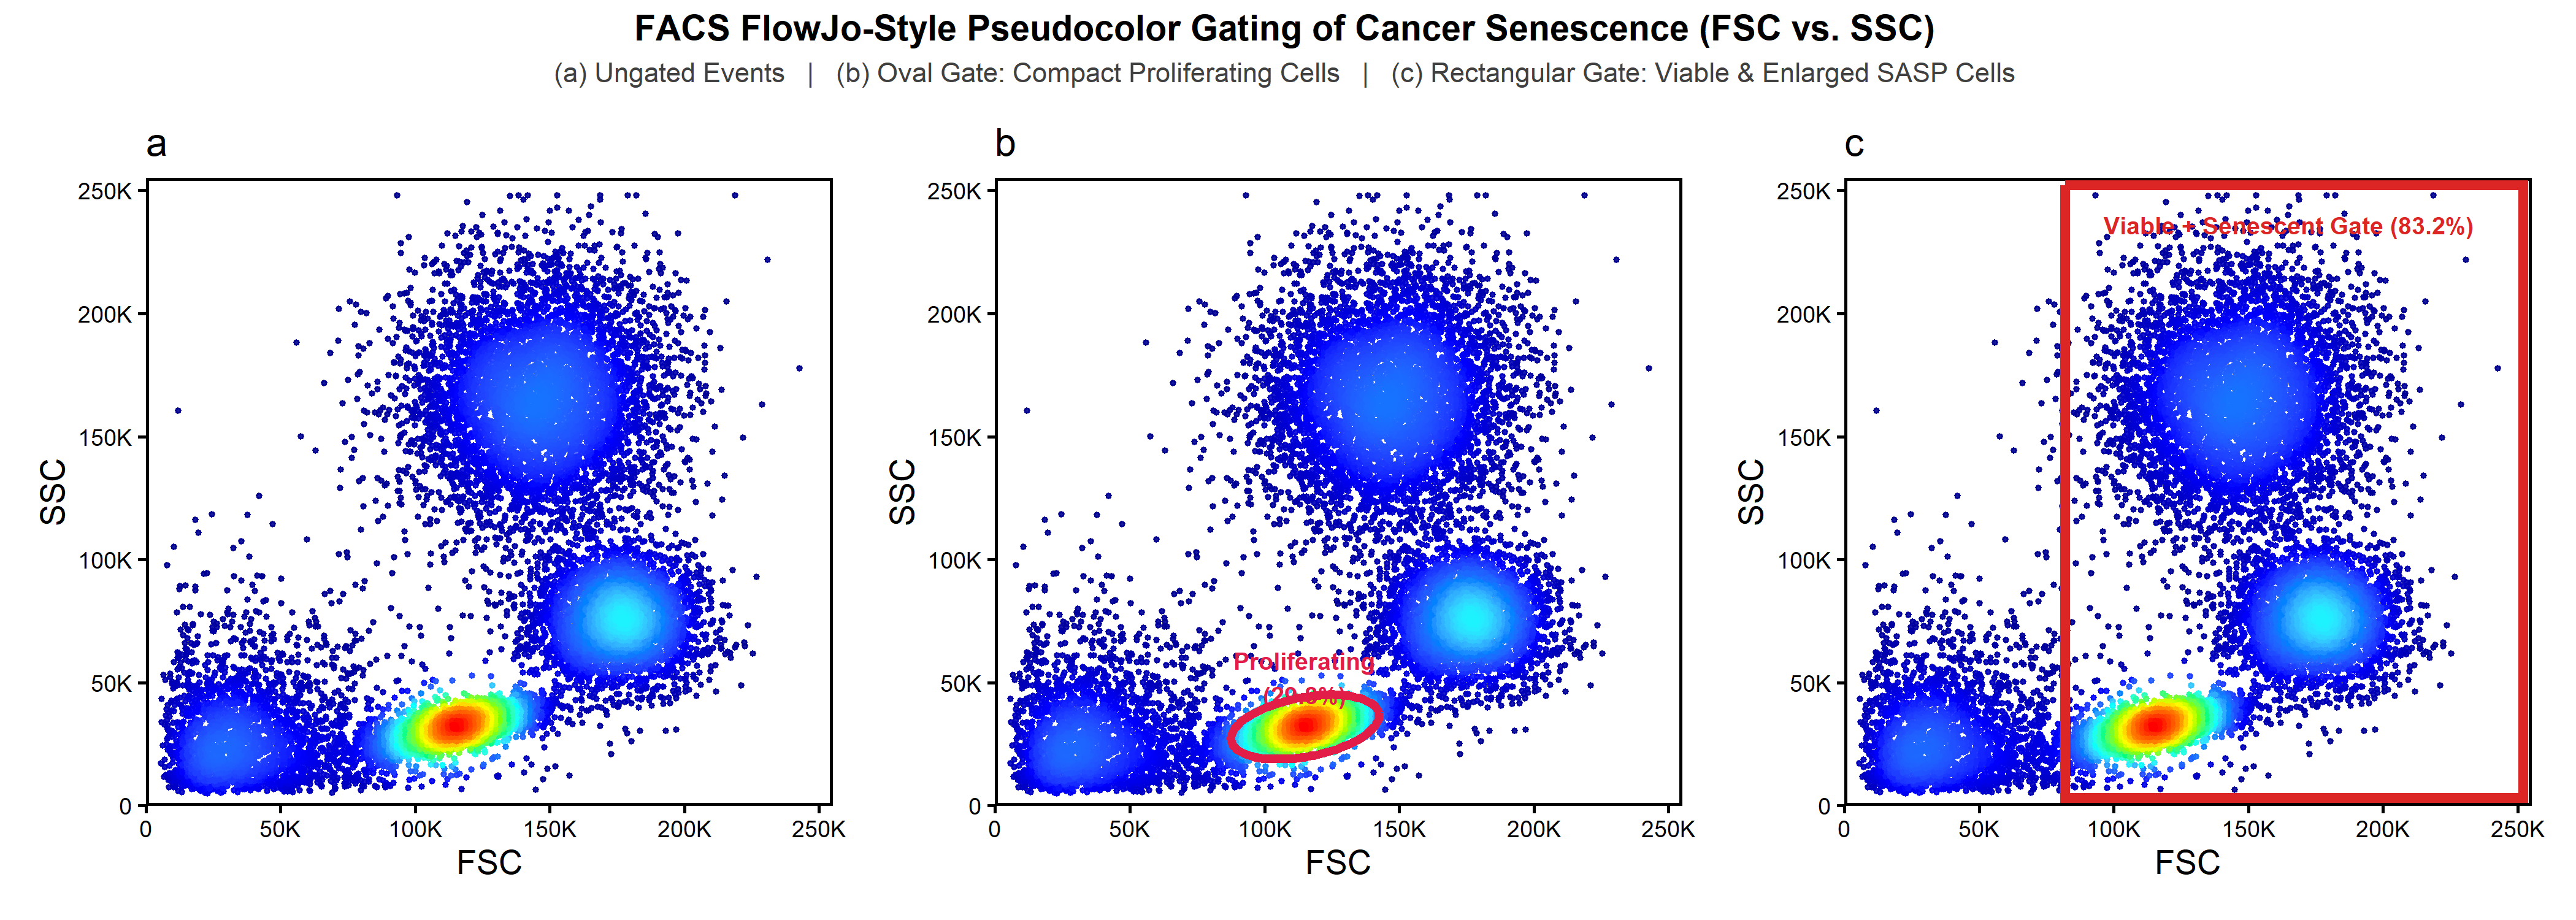 FACS FlowJo-Style Pseudocolor Gating of Cancer Senescence (FSC vs. SSC)
(a) Ungated Events | (b) Oval Gate: Compact Proliferating Cells | (c) Rectangular Gate: Viable & Enlarged SASP Cells
a
250K
200K
150K
100K
50K
0
SSC
0 50K 100K 150K 200K 250K
FSC
b
250K
200K
150K
100K
50K
0
SSC
Proliferating
0 50K 100K 150K 200K 250K
FSC
c
250K
200K
150K
100K
50K
0
SSC
Viable + Senescent Gate (83.2%)
0 50K 100K 150K 200K 250K
FSC